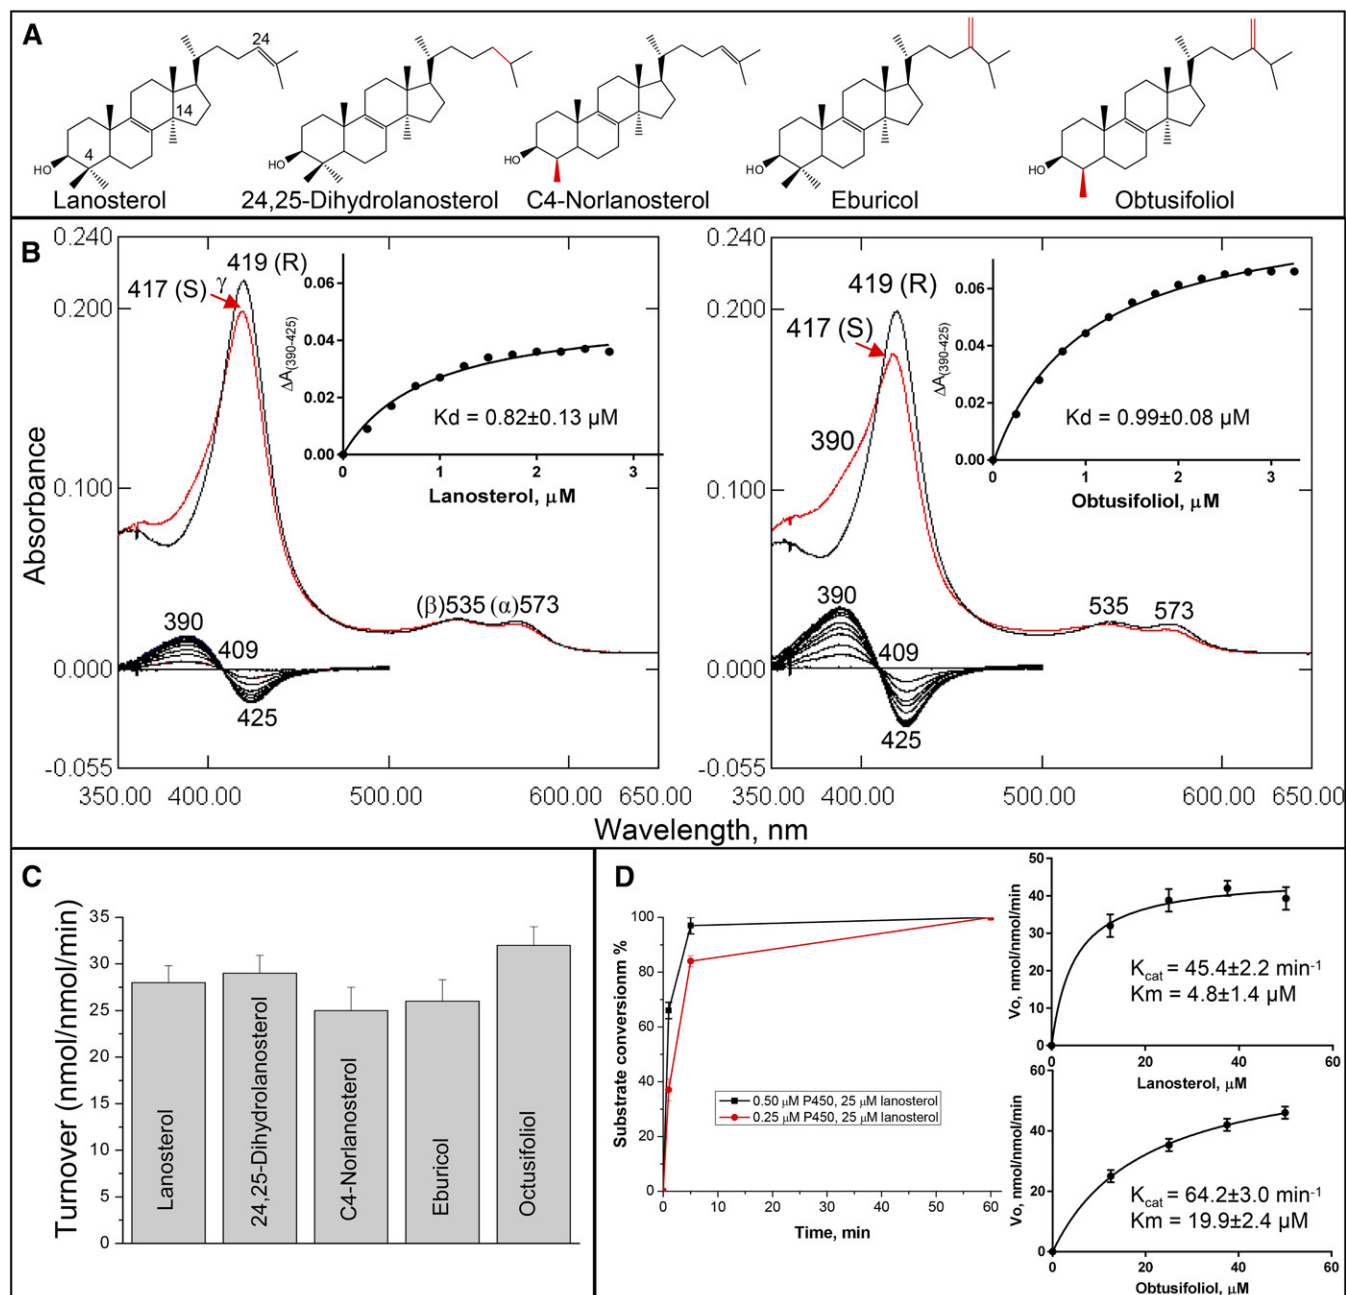 A
24
14
4
HO
Lanosterol
HO
24,25-Dihydrolanosterol
HO
C4-Norlanosterol
HO
Eburicol
HO
Obtusifoliol
B
Absorbance
0.240
0.200
0.100
0.000
-0.055
419 (R)
417 (S)
γ
ΔA(390-425)
0.06
0.04
0.02
0.00
Kd = 0.82±0.13 µM
0 1 2 3
Lanosterol, µM
(β)535 (α)573
390
409
425
350.00 400.00 500.00 600.00 650.00
0.240
0.200
0.100
0.000
-0.055
419 (R)
417 (S)
390
ΔA(390-425)
0.06
0.04
0.02
0.00
Kd = 0.99±0.08 µM
0 1 2 3
Obtusifoliol, µM
535 573
390
409
425
350.00 400.00 500.00 600.00 650.00
Wavelength, nm
C
Turnover (nmol/nmol/min)
35
30
25
20
15
10
5
0
Lanosterol
24,25-Dihydrolanosterol
C4-Norlanosterol
Eburicol
Octusifoliol
D
Substrate conversionm %
100
80
60
40
20
0
0.50 µM P450, 25 µM lanosterol
0.25 µM P450, 25 µM lanosterol
0 10 20 30 40 50 60
Time, min
Vo, nmol/nmol/min
50
40
30
20
10
0
Kcat = 45.4±2.2 min-1
Km = 4.8±1.4 µM
0 20 40 60
Lanosterol, µM
Vo, nmol/nmol/min
60
40
20
0
Kcat = 64.2±3.0 min-1
Km = 19.9±2.4 µM
0 20 40 60
Obtusifoliol, µM